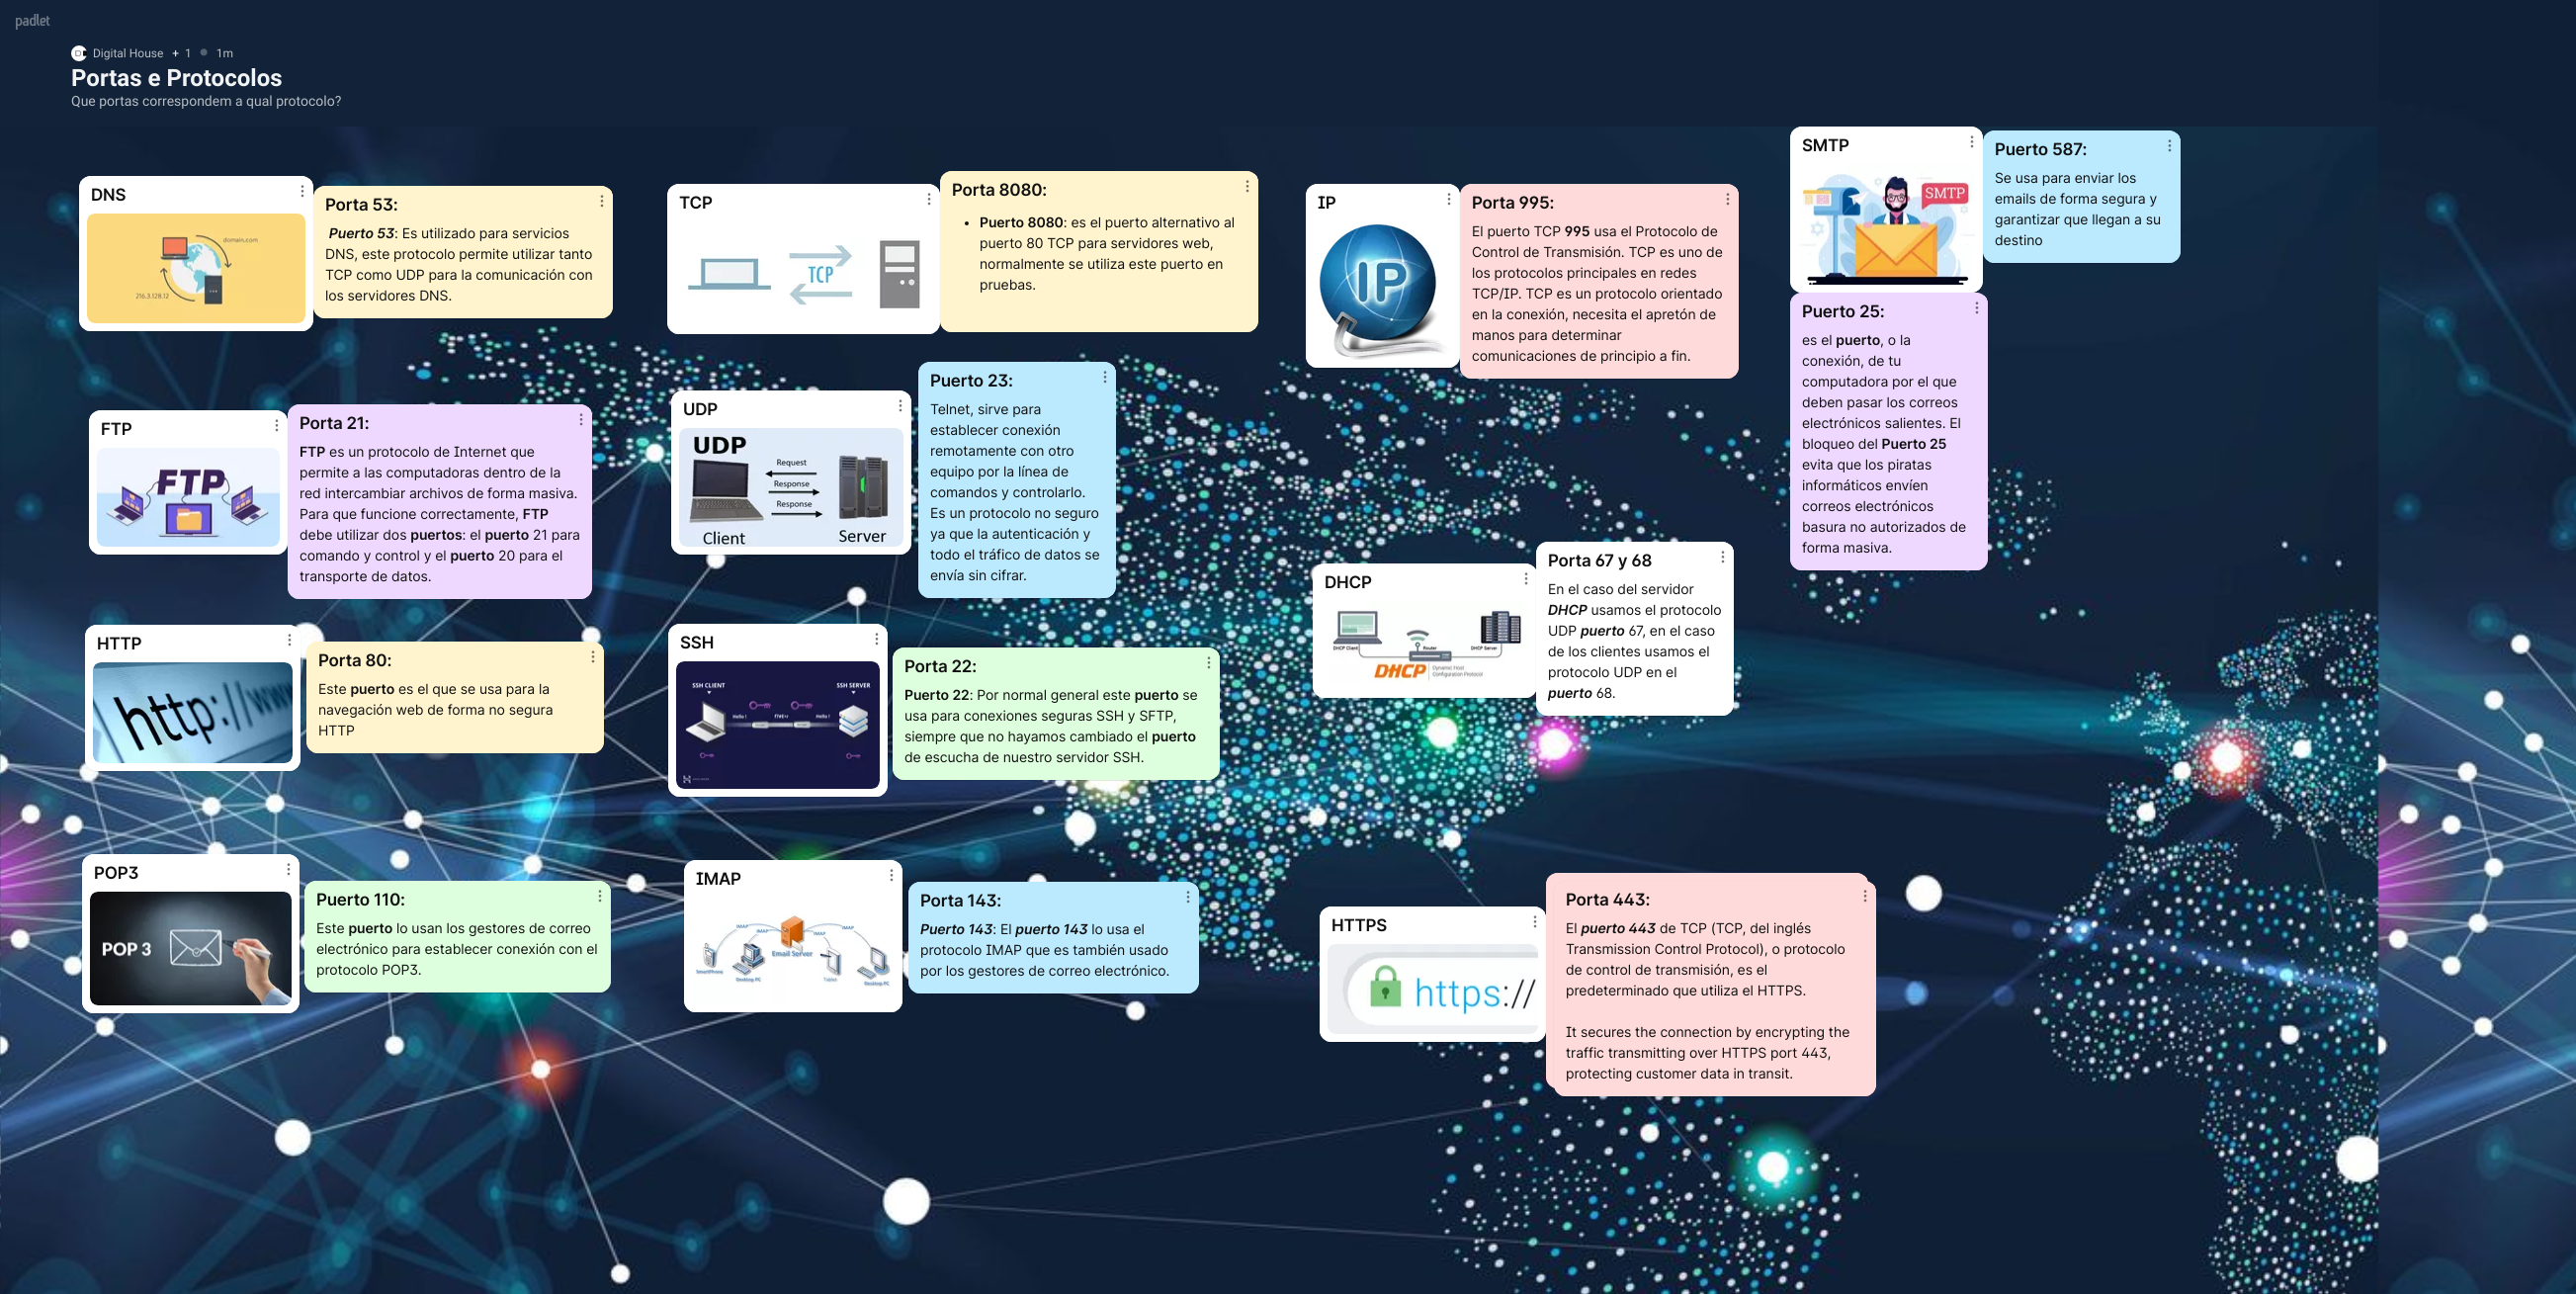 padlet
Digital House + 1 1m
Portas e Protocolos
Que portas correspondem a qual protocolo?
DNS
domain.com
216.3.128.12
Porta 53:
Puerto 53: Es utilizado para servicios
DNS, este protocolo permite utilizar tanto
TCP como UDP para la comunicación con
los servidores DNS.
TCP
TCP
Porta 8080:
• Puerto 8080: es el puerto alternativo al
puerto 80 TCP para servidores web,
normalmente se utiliza este puerto en
pruebas.
IP
IP
Porta 995:
El puerto TCP 995 usa el Protocolo de
Control de Transmisión. TCP es uno de
los protocolos principales en redes
TCP/IP. TCP es un protocolo orientado
en la conexión, necesita el apretón de
manos para determinar
comunicaciones de principio a fin.
SMTP
SMTP
Puerto 587:
Se usa para enviar los
emails de forma segura y
garantizar que llegan a su
destino
Puerto 25:
es el puerto, o la
conexión, de tu
computadora por el que
deben pasar los correos
electrónicos salientes. El
bloqueo del Puerto 25
evita que los piratas
informáticos envíen
correos electrónicos
basura no autorizados de
forma masiva.
FTP
FTP
Porta 21:
FTP es un protocolo de Internet que
permite a las computadoras dentro de la
red intercambiar archivos de forma masiva.
Para que funcione correctamente, FTP
debe utilizar dos puertos: el puerto 21 para
comando y control y el puerto 20 para el
transporte de datos.
UDP
UDP
Request
Response
Response
Client
Server
Puerto 23:
Telnet, sirve para
establecer conexión
remotamente con otro
equipo por la línea de
comandos y controlarlo.
Es un protocolo no seguro
ya que la autenticación y
todo el tráfico de datos se
envía sin cifrar.
DHCP
DHCP Client
Router
DHCP Server
DHCP
Dynamic Host
Configuration Protocol
Porta 67 y 68
En el caso del servidor
DHCP usamos el protocolo
UDP puerto 67, en el caso
de los clientes usamos el
protocolo UDP en el
puerto 68.
HTTP
http://www
Porta 80:
Este puerto es el que se usa para la
navegación web de forma no segura
HTTP
SSH
SSH CLIENT
SSH SERVER
Hello !
Hello !
Porta 22:
Puerto 22: Por normal general este puerto se
usa para conexiones seguras SSH y SFTP,
siempre que no hayamos cambiado el puerto
de escucha de nuestro servidor SSH.
POP3
POP 3
Puerto 110:
Este puerto lo usan los gestores de correo
electrónico para establecer conexión con el
protocolo POP3.
IMAP
IMAP
IMAP
IMAP
IMAP
Email Server
SmartPhone
Desktop PC
Tablet
Desktop PC
Porta 143:
Puerto 143: El puerto 143 lo usa el
protocolo IMAP que es también usado
por los gestores de correo electrónico.
HTTPS
https://
Porta 443:
El puerto 443 de TCP (TCP, del inglés
Transmission Control Protocol), o protocolo
de control de transmisión, es el
predeterminado que utiliza el HTTPS.
It secures the connection by encrypting the
traffic transmitting over HTTPS port 443,
protecting customer data in transit.